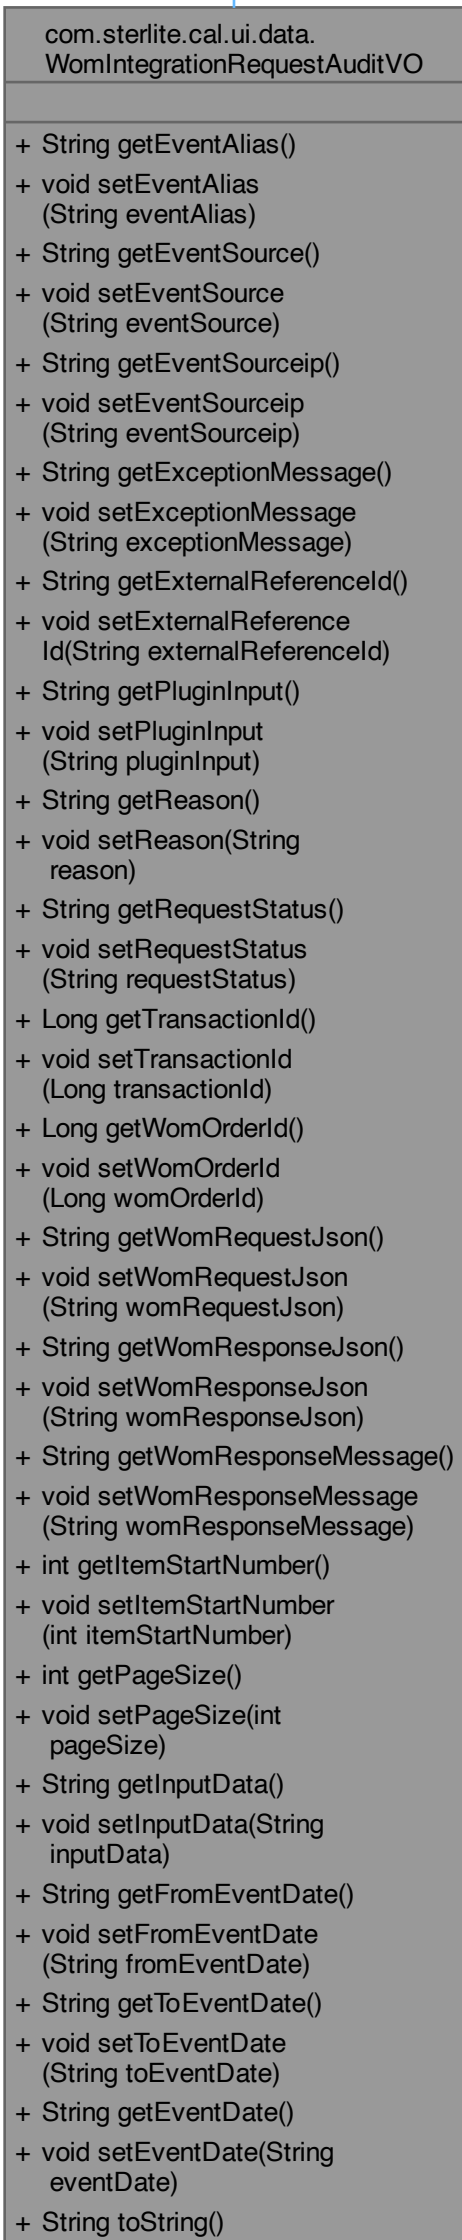 com.sterlite.cal.ui.data.
WomIntegrationRequestAuditVO
+ String getEventAlias()
+ void setEventAlias
(String eventAlias)
+ String getEventSource()
+ void setEventSource
(String eventSource)
+ String getEventSourceip()
+ void setEventSourceip
(String eventSourceip)
+ String getExceptionMessage()
+ void setExceptionMessage
(String exceptionMessage)
+ String getExternalReferenceId()
+ void setExternalReference
Id(String externalReferenceId)
+ String getPluginInput()
+ void setPluginInput
(String pluginInput)
+ String getReason()
+ void setReason(String
reason)
+ String getRequestStatus()
+ void setRequestStatus
(String requestStatus)
+ Long getTransactionId()
+ void setTransactionId
(Long transactionId)
+ Long getWomOrderId()
+ void setWomOrderId
(Long womOrderId)
+ String getWomRequestJson()
+ void setWomRequestJson
(String womRequestJson)
+ String getWomResponseJson()
+ void setWomResponseJson
(String womResponseJson)
+ String getWomResponseMessage()
+ void setWomResponseMessage
(String womResponseMessage)
+ int getItemStartNumber()
+ void setItemStartNumber
(int itemStartNumber)
+ int getPageSize()
+ void setPageSize(int
pageSize)
+ String getInputData()
+ void setInputData(String
inputData)
+ String getFromEventDate()
+ void setFromEventDate
(String fromEventDate)
+ String getToEventDate()
+ void setToEventDate
(String toEventDate)
+ String getEventDate()
+ void setEventDate(String
eventDate)
+ String toString()